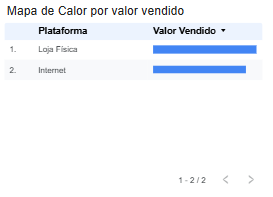 Mapa de Calor por valor vendido
Plataforma Valor Vendido
1. Loja Física
2. Internet
1 - 2 / 2